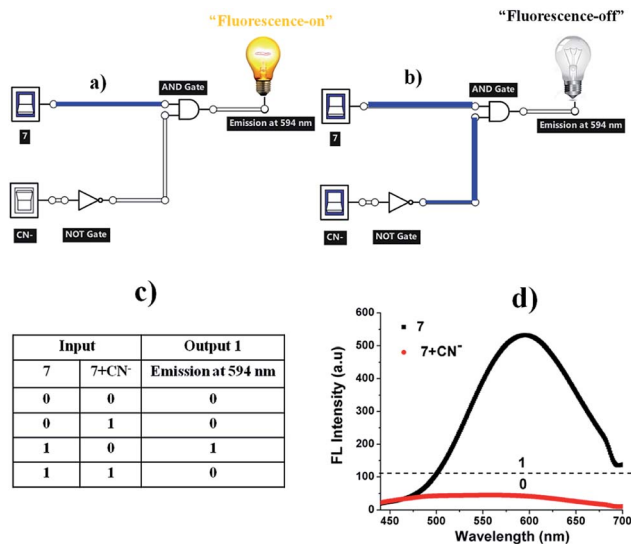 "Fluorescence-on"
a)
AND Gate
7
Emission at 594 nm
CN-
NOT Gate
"Fluorescence-off"
b)
AND Gate
7
Emission at 594 nm
CN-
NOT Gate
c)
Input Output 1
7 7+CN- Emission at 594 nm
0 0 0
0 1 0
1 0 1
1 1 0
d)
600
500
400
300
200
100
0
FL Intensity (a.u)
7
7+CN-
1
0
450 500 550 600 650 700
Wavelength (nm)